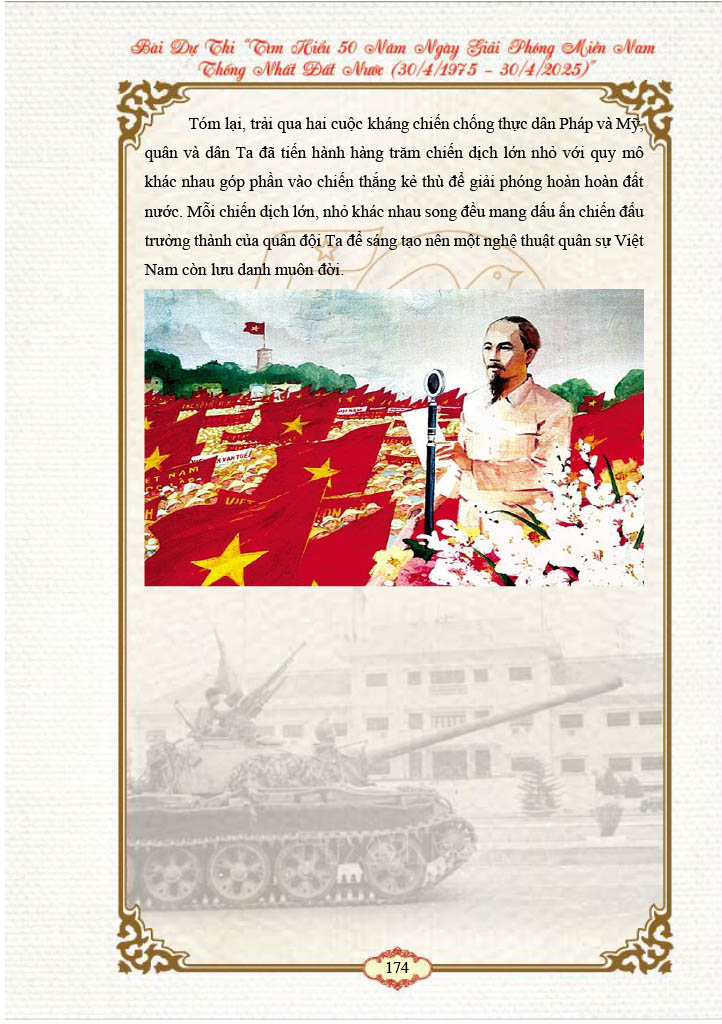 Bài Dự Thi "Tìm Hiểu 50 Năm Ngày Giải Phóng Miền Nam
Thống Nhất Đất Nước (30/4/1975 - 30/4/2025)"
Tóm lại, trải qua hai cuộc kháng chiến chống thực dân Pháp và Mỹ,
quân và dân Ta đã tiến hành hàng trăm chiến dịch lớn nhỏ với quy mô
khác nhau góp phần vào chiến thắng kẻ thù để giải phóng hoàn hoàn đất
nước. Mỗi chiến dịch lớn, nhỏ khác nhau song đều mang dấu ấn chiến đấu
trưởng thành của quân đội Ta để sáng tạo nên một nghệ thuật quân sự Việt
Nam còn lưu danh muôn đời.
VIỆT NAM
174